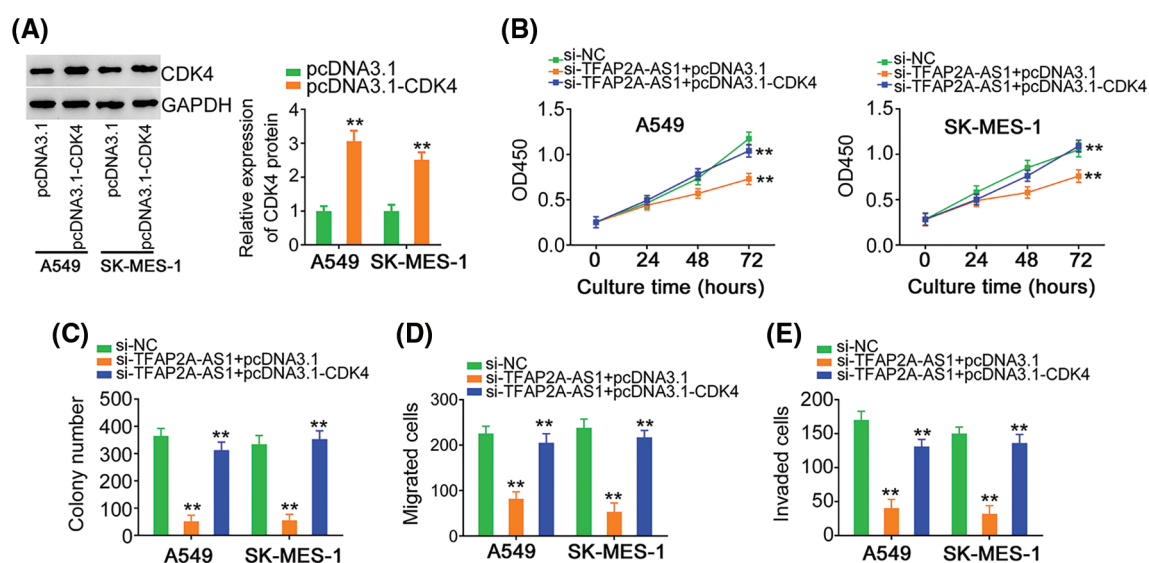 (A)
CDK4
GAPDH
pcDNA3.1
pcDNA3.1-CDK4
pcDNA3.1
pcDNA3.1-CDK4
A549
SK-MES-1
pcDNA3.1
pcDNA3.1-CDK4
Relative expression
of CDK4 protein
4
3
2
1
0
**
**
A549
SK-MES-1
(B)
si-NC
si-TFAP2A-AS1+pcDNA3.1
si-TFAP2A-AS1+pcDNA3.1-CDK4
A549
OD450
1.5
1.0
0.5
0.0
**
**
0 24 48 72
Culture time (hours)
si-NC
si-TFAP2A-AS1+pcDNA3.1
si-TFAP2A-AS1+pcDNA3.1-CDK4
SK-MES-1
OD450
1.5
1.0
0.5
0.0
**
**
0 24 48 72
Culture time (hours)
(C)
si-NC
si-TFAP2A-AS1+pcDNA3.1
si-TFAP2A-AS1+pcDNA3.1-CDK4
Colony number
500
400
300
200
100
0
**
**
**
**
A549
SK-MES-1
(D)
si-NC
si-TFAP2A-AS1+pcDNA3.1
si-TFAP2A-AS1+pcDNA3.1-CDK4
Migrated cells
300
200
100
0
**
**
**
**
A549
SK-MES-1
(E)
si-NC
si-TFAP2A-AS1+pcDNA3.1
si-TFAP2A-AS1+pcDNA3.1-CDK4
Invaded cells
200
150
100
50
0
**
**
**
**
A549
SK-MES-1